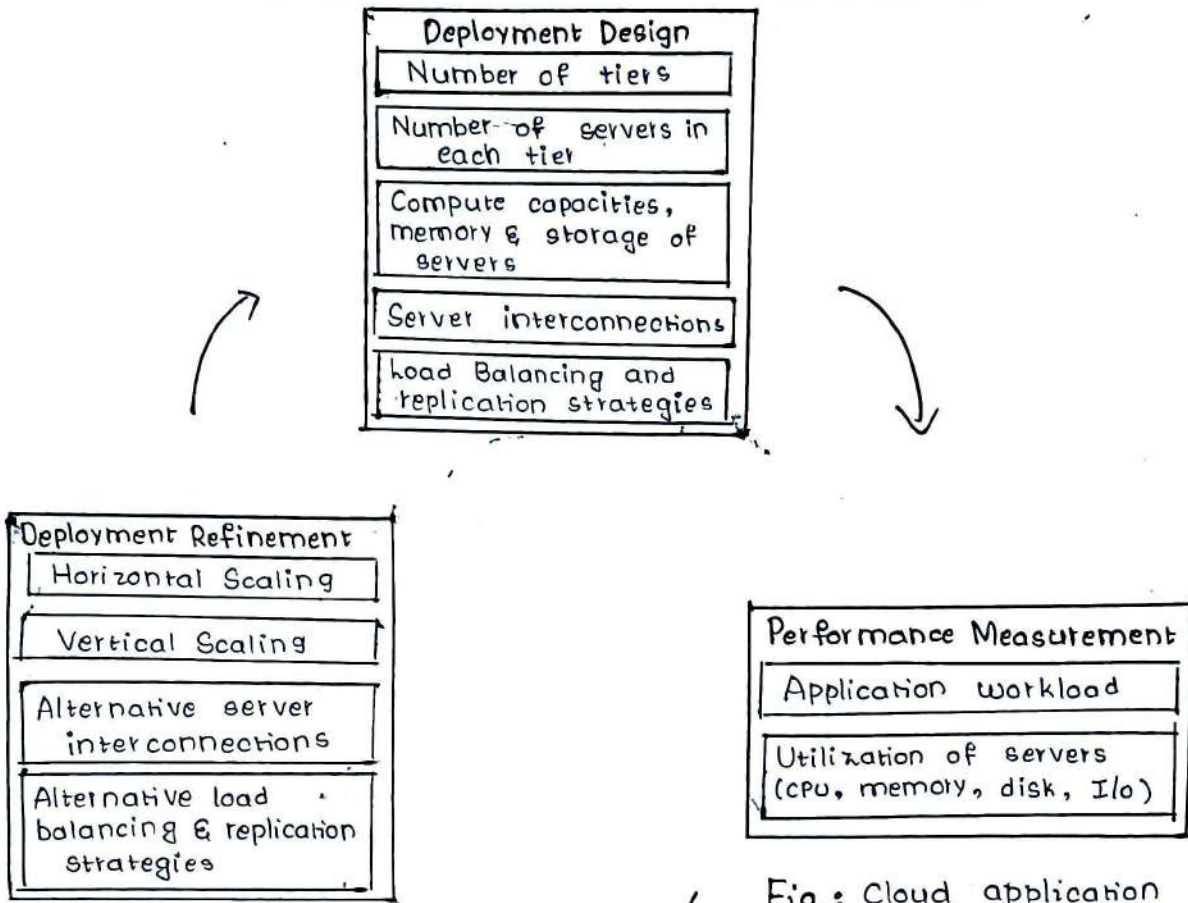 Deployment Design
Number of tiers
Number of servers in
each tier
Compute capacities,
memory & storage of
servers
Server interconnections
Load Balancing and
replication strategies
Deployment Refinement
Horizontal Scaling
Vertical Scaling
Alternative server
interconnections
Alternative load
balancing & replication
strategies
Performance Measurement
Application workload
Utilization of servers
(CPU, memory, disk, I/O)
Fig : Cloud application